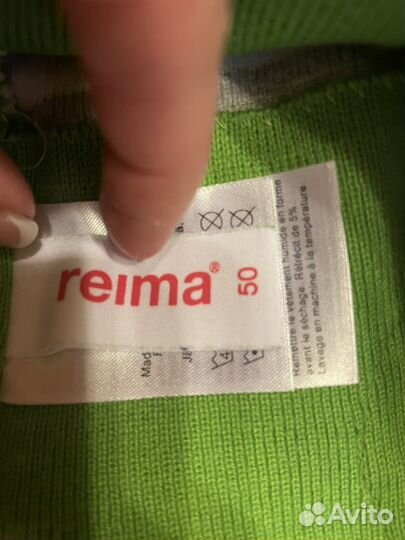 reima®
50
Mad
Remettre le vêtement humide en forme
avant le séchage. Rétrécit de 5%.
Lavage en machine à la température
Avito